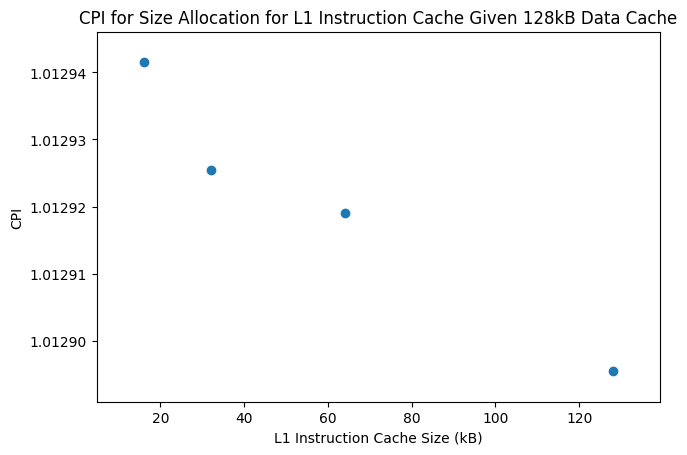 CPI for Size Allocation for L1 Instruction Cache Given 128kB Data Cache
1.01294
1.01293
1.01292
1.01291
1.01290
CPI
20 40 60 80 100 120
L1 Instruction Cache Size (kB)